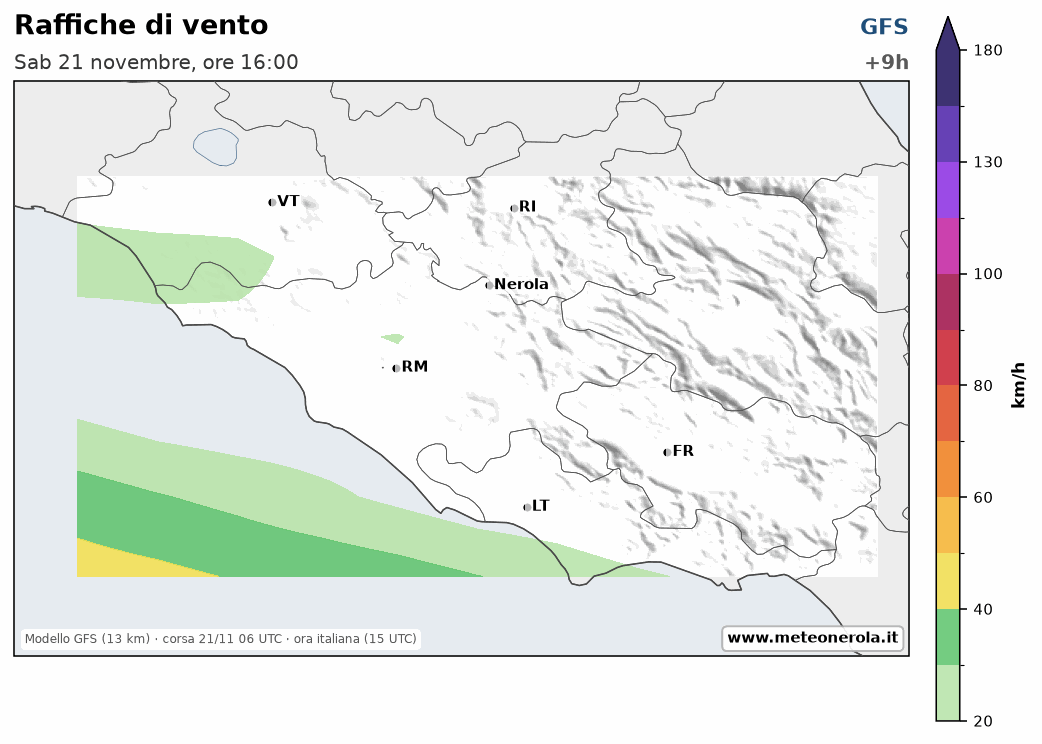 Raffiche di vento
GFS
Sab 21 novembre, ore 16:00
+9h
180
130
100
80
60
40
20
km/h
VT
RI
Nerola
RM
FR
LT
Modello GFS (13 km) · corsa 21/11 06 UTC · ora italiana (15 UTC)
www.meteonerola.it